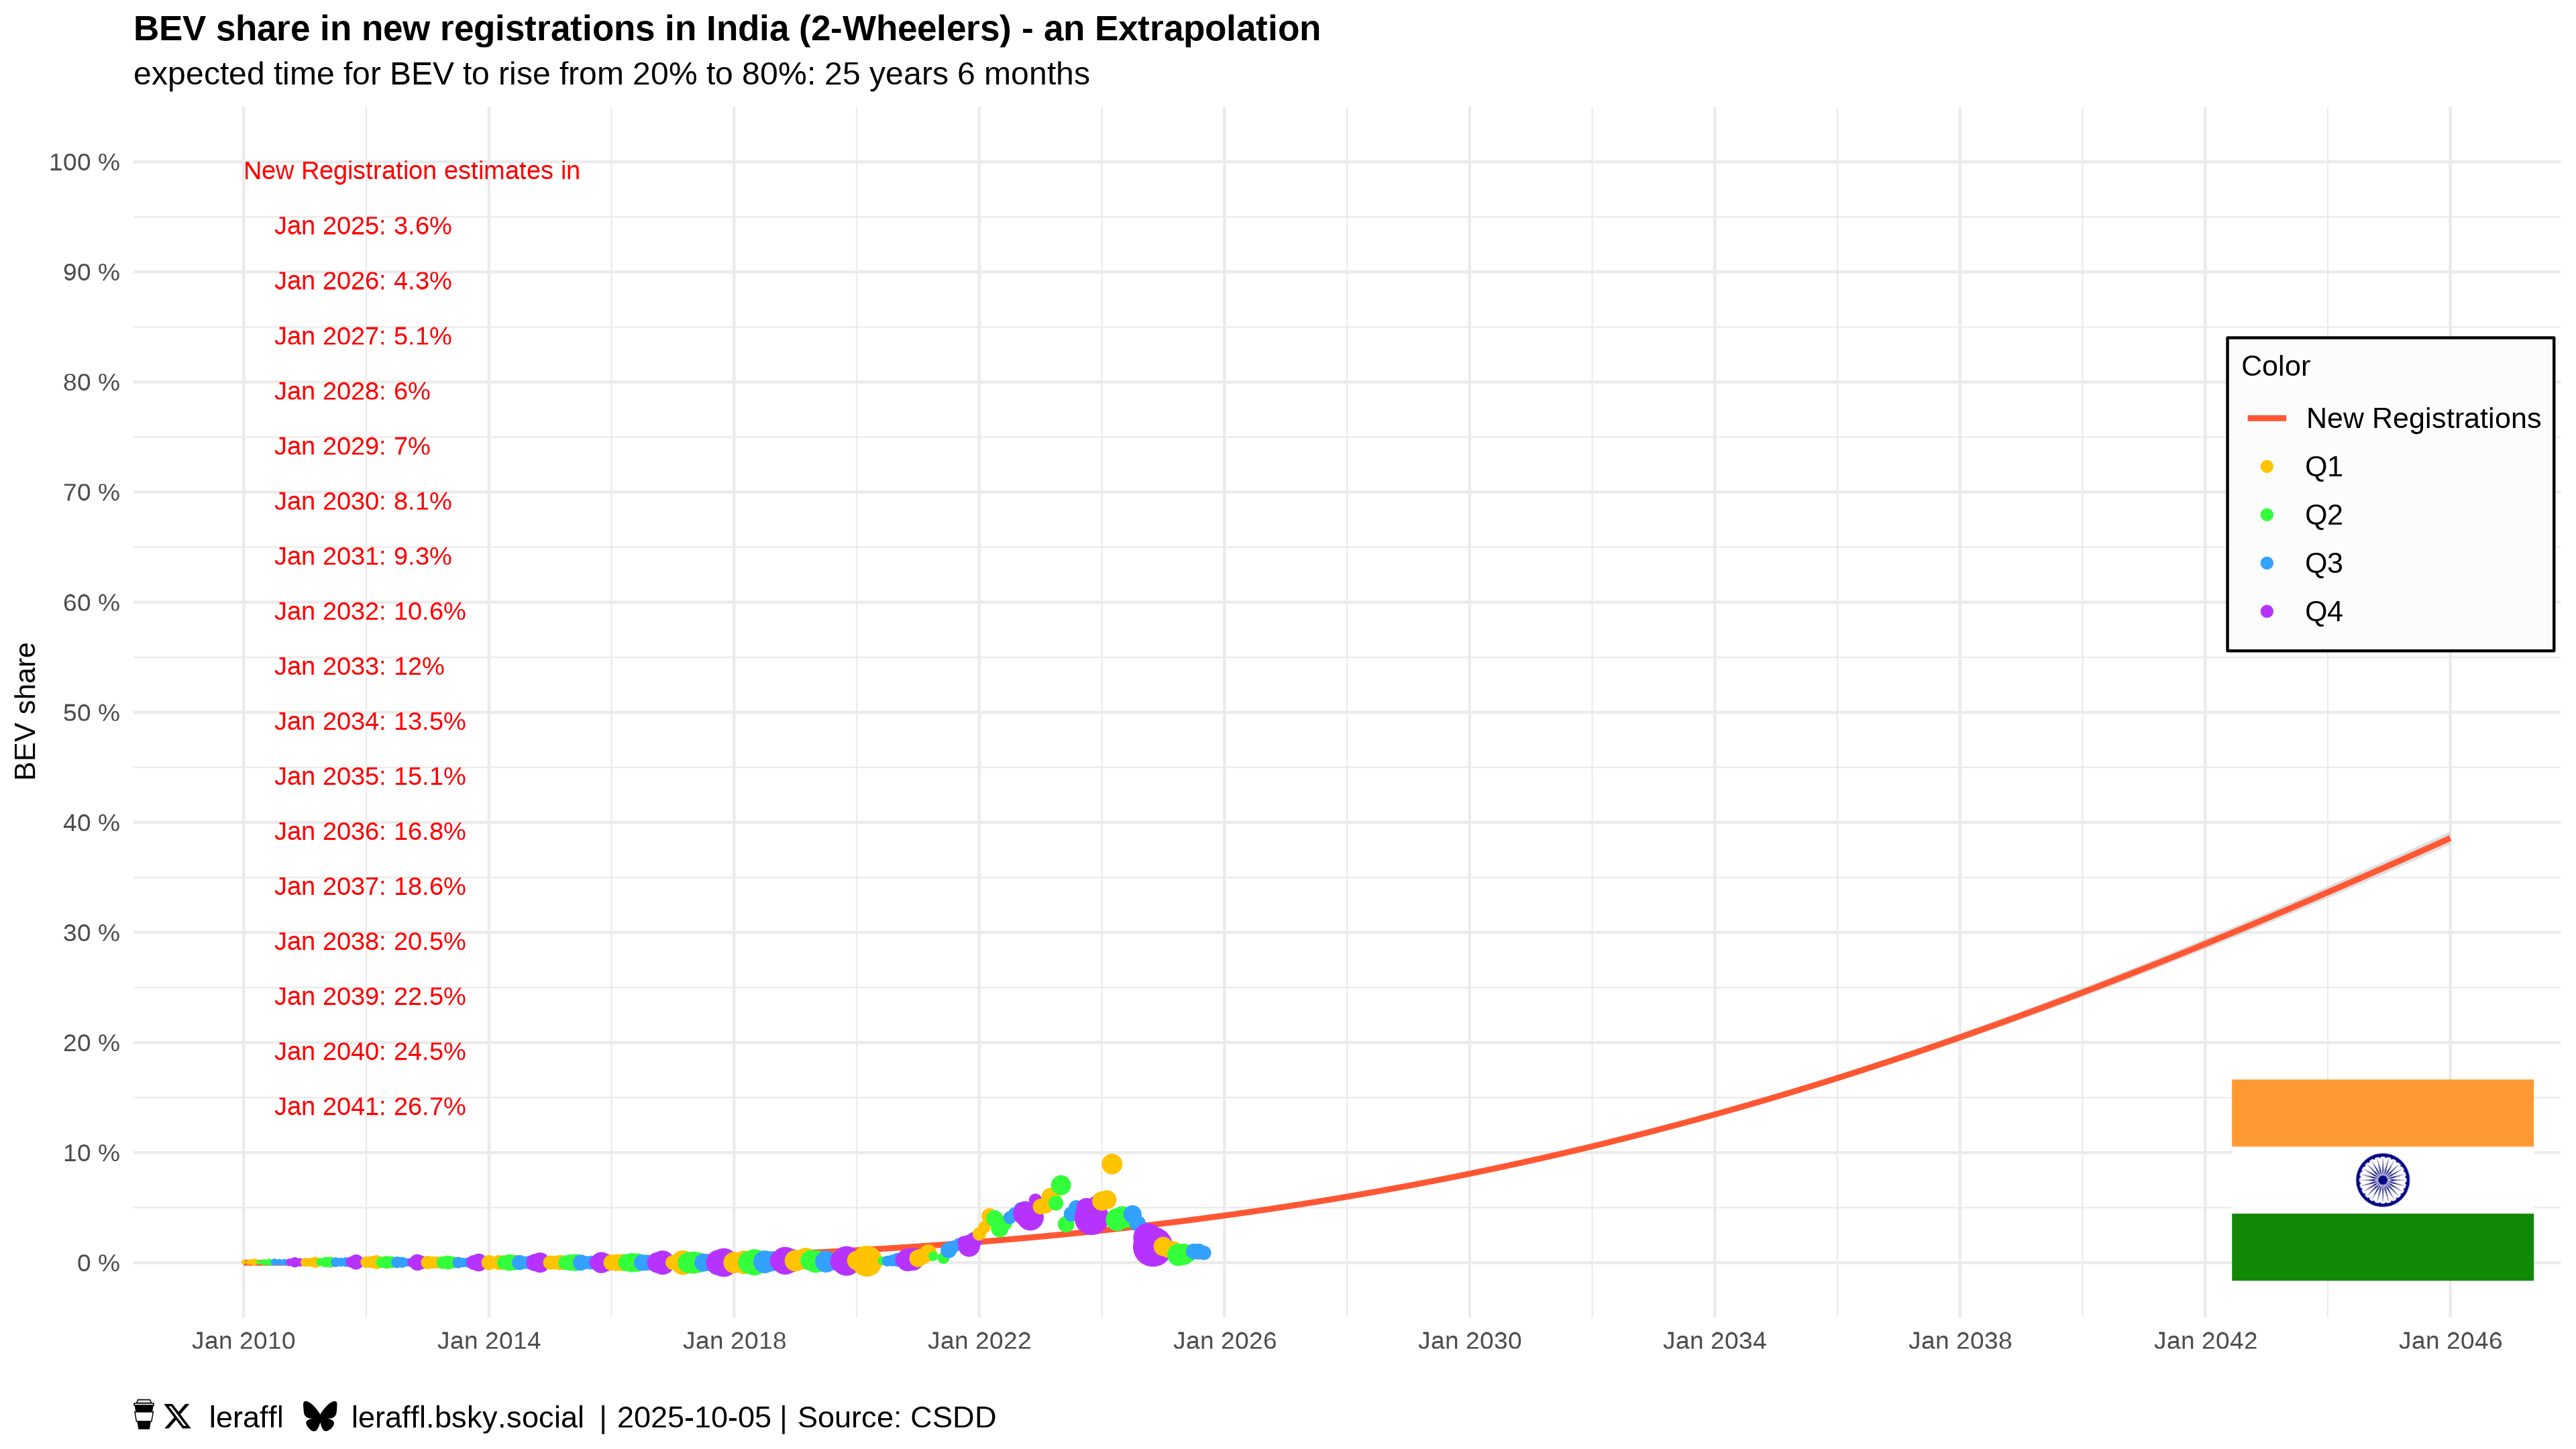 BEV share in new registrations in India (2-Wheelers) - an Extrapolation
expected time for BEV to rise from 20% to 80%: 25 years 6 months
100 %
90 %
80 %
70 %
60 %
50 %
40 %
30 %
20 %
10 %
0 %
BEV share
New Registration estimates in
Jan 2025: 3.6%
Jan 2026: 4.3%
Jan 2027: 5.1%
Jan 2028: 6%
Jan 2029: 7%
Jan 2030: 8.1%
Jan 2031: 9.3%
Jan 2032: 10.6%
Jan 2033: 12%
Jan 2034: 13.5%
Jan 2035: 15.1%
Jan 2036: 16.8%
Jan 2037: 18.6%
Jan 2038: 20.5%
Jan 2039: 22.5%
Jan 2040: 24.5%
Jan 2041: 26.7%
Color
New Registrations
Q1
Q2
Q3
Q4
Jan 2010 Jan 2014 Jan 2018 Jan 2022 Jan 2026 Jan 2030 Jan 2034 Jan 2038 Jan 2042 Jan 2046
leraffl leraffl.bsky.social | 2025-10-05 | Source: CSDD